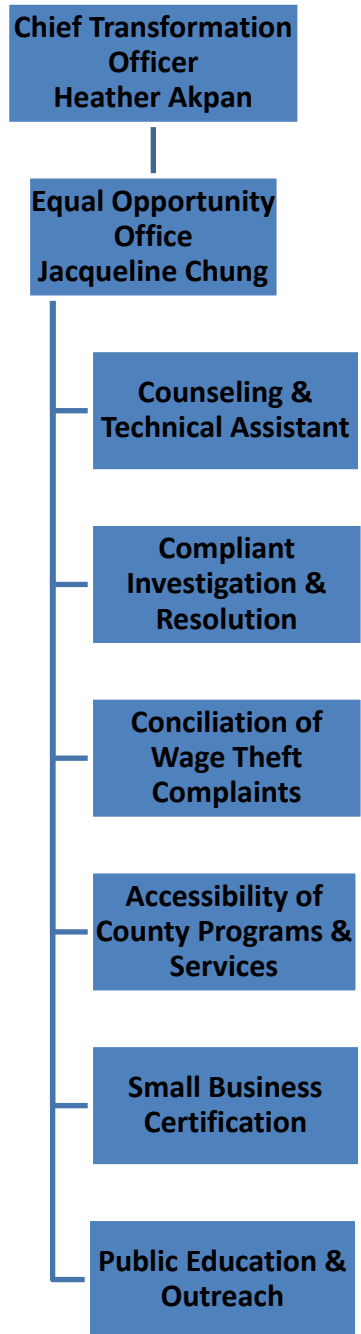 Chief Transformation
Officer
Heather Akpan
Equal Opportunity
Office
Jacqueline Chung
Counseling &
Technical Assistant
Compliant
Investigation &
Resolution
Conciliation of
Wage Theft
Complaints
Accessibility of
County Programs &
Services
Small Business
Certification
Public Education &
Outreach